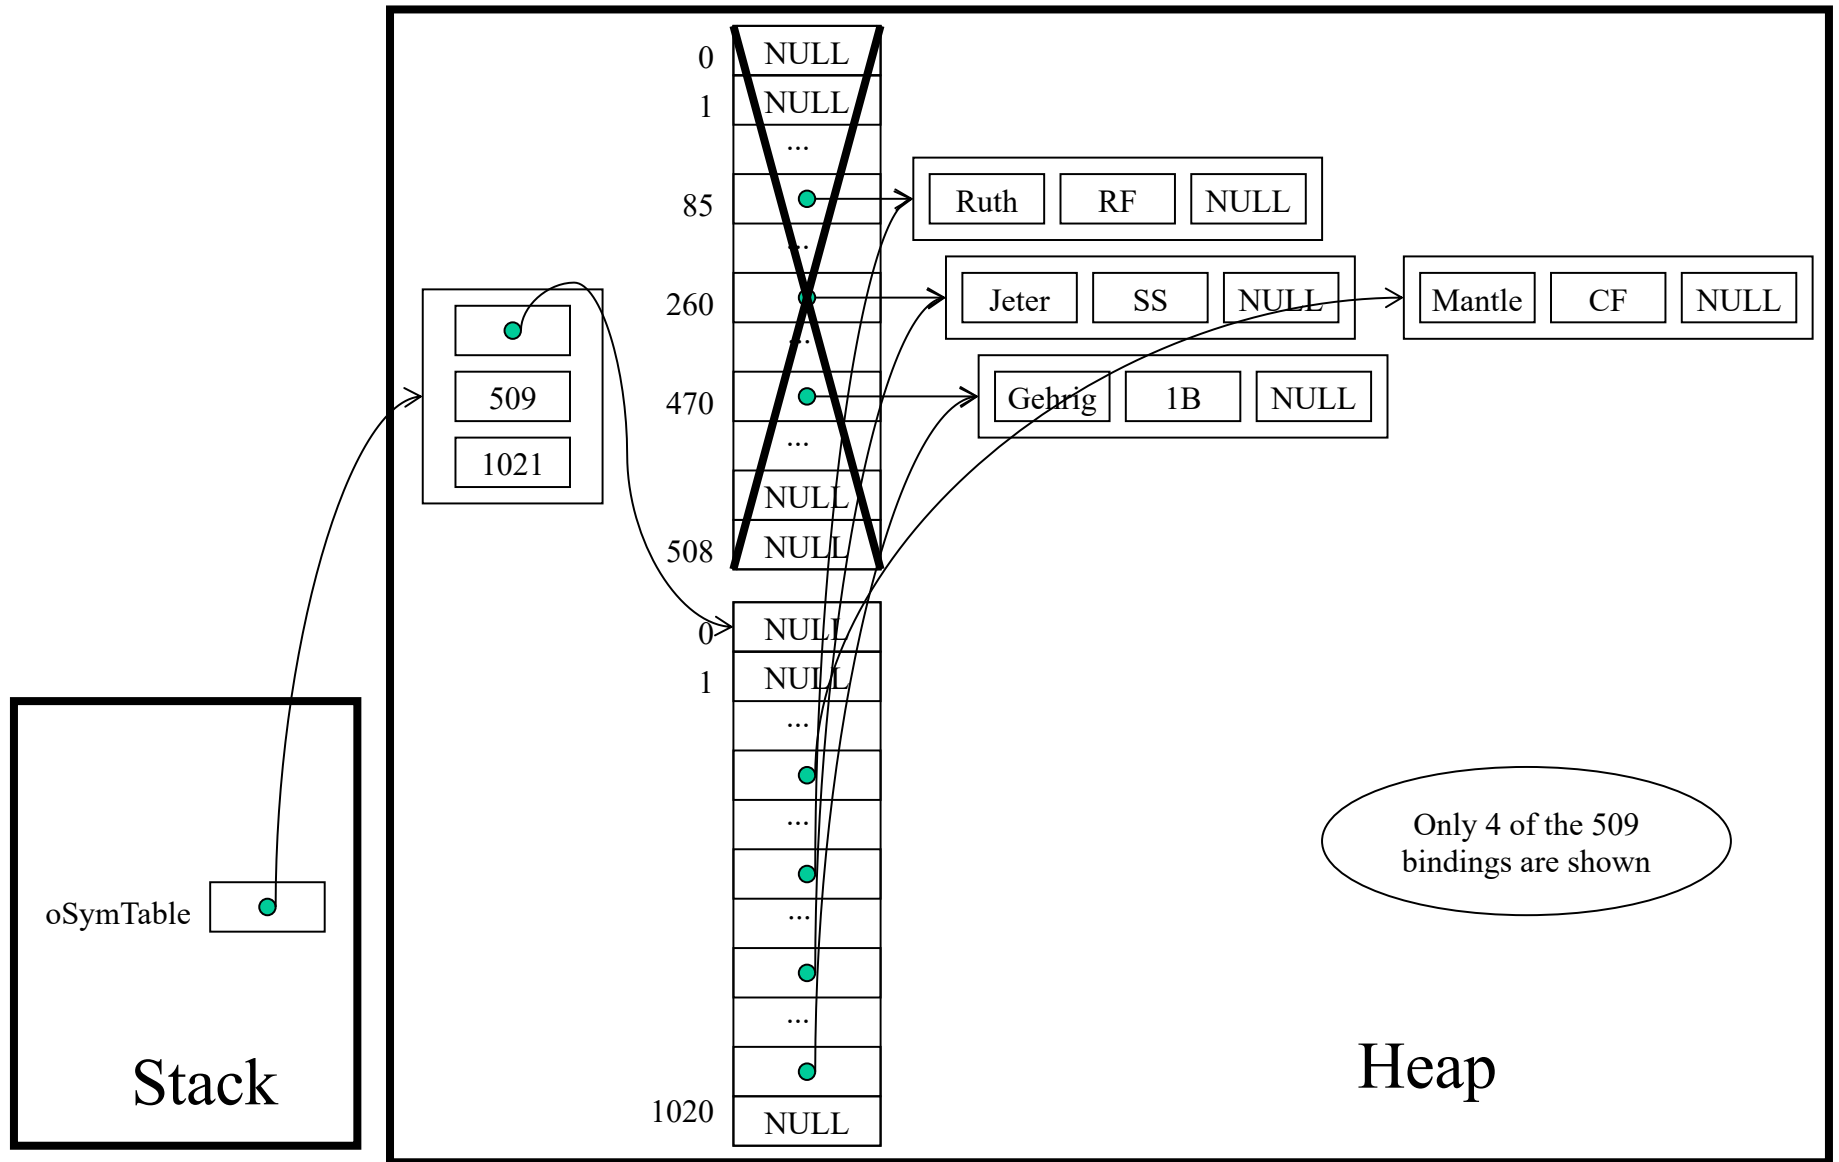 0 NULL
1 NULL
...
85 Ruth RF NULL
...
260 Jeter SS NULL Mantle CF NULL
...
509
470 Gehrig 1B NULL
...
1021
NULL
508 NULL
0 NULL
1 NULL
...
...
Only 4 of the 509
bindings are shown
oSymTable
...
...
Stack
Heap
1020 NULL